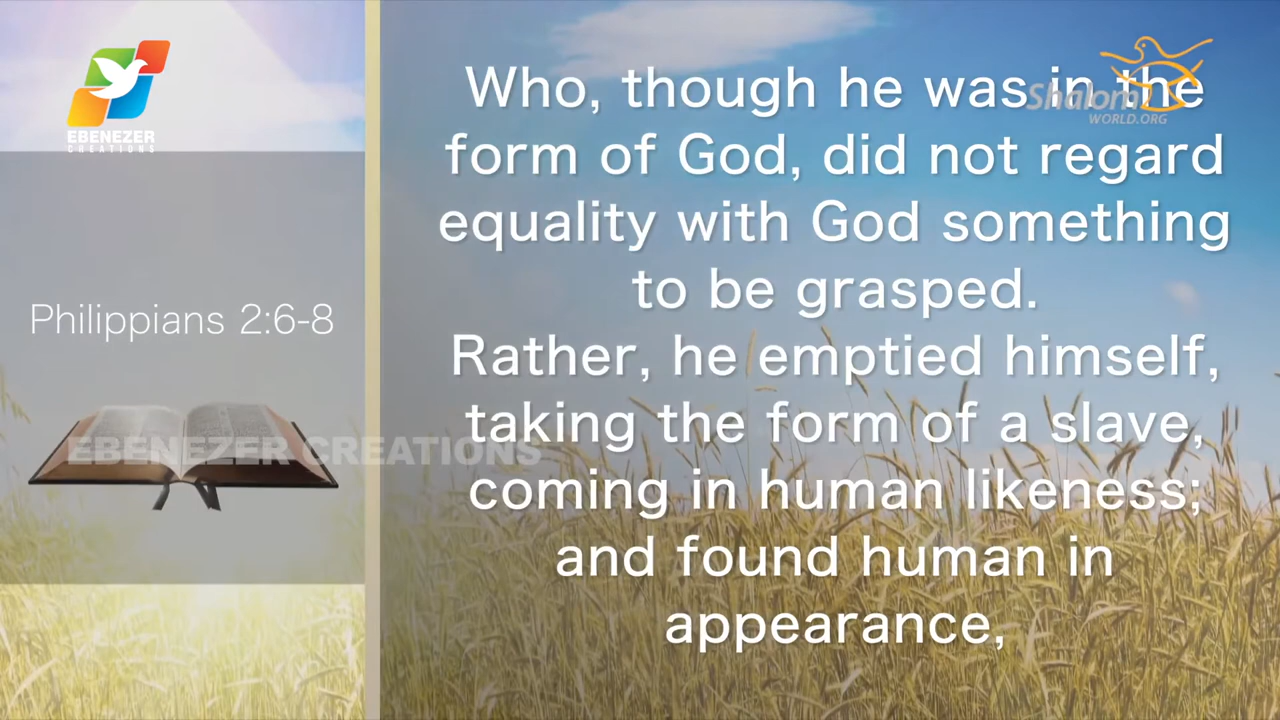 EBENEZER
CREATIONS
Philippians 2:6-8
EBENEZER CREATIONS
Shalom
WORLD.ORG
Who, though he was in the
form of God, did not regard
equality with God something
to be grasped.
Rather, he emptied himself,
taking the form of a slave,
coming in human likeness;
and found human in
appearance,